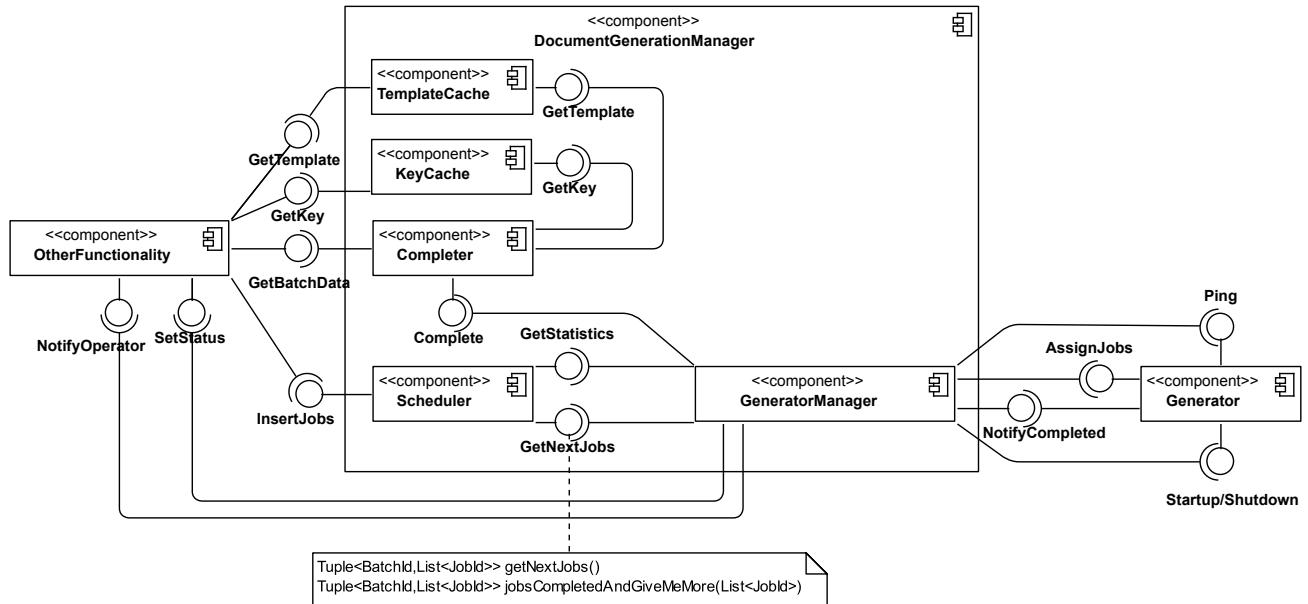 <<component>>
DocumentGenerationManager
<<component>>
TemplateCache
GetTemplate
GetTemplate
<<component>>
KeyCache
GetKey
GetKey
<<component>>
OtherFunctionality
<<component>>
Completer
GetBatchData
NotifyOperator
SetStatus
Complete
GetStatistics
Ping
AssignJobs
<<component>>
Scheduler
<<component>>
GeneratorManager
<<component>>
Generator
InsertJobs
GetNextJobs
NotifyCompleted
Startup/Shutdown
Tuple<BatchId,List<JobId>> getNextJobs()
Tuple<BatchId,List<JobId>> jobsCompletedAndGiveMeMore(List<JobId>)